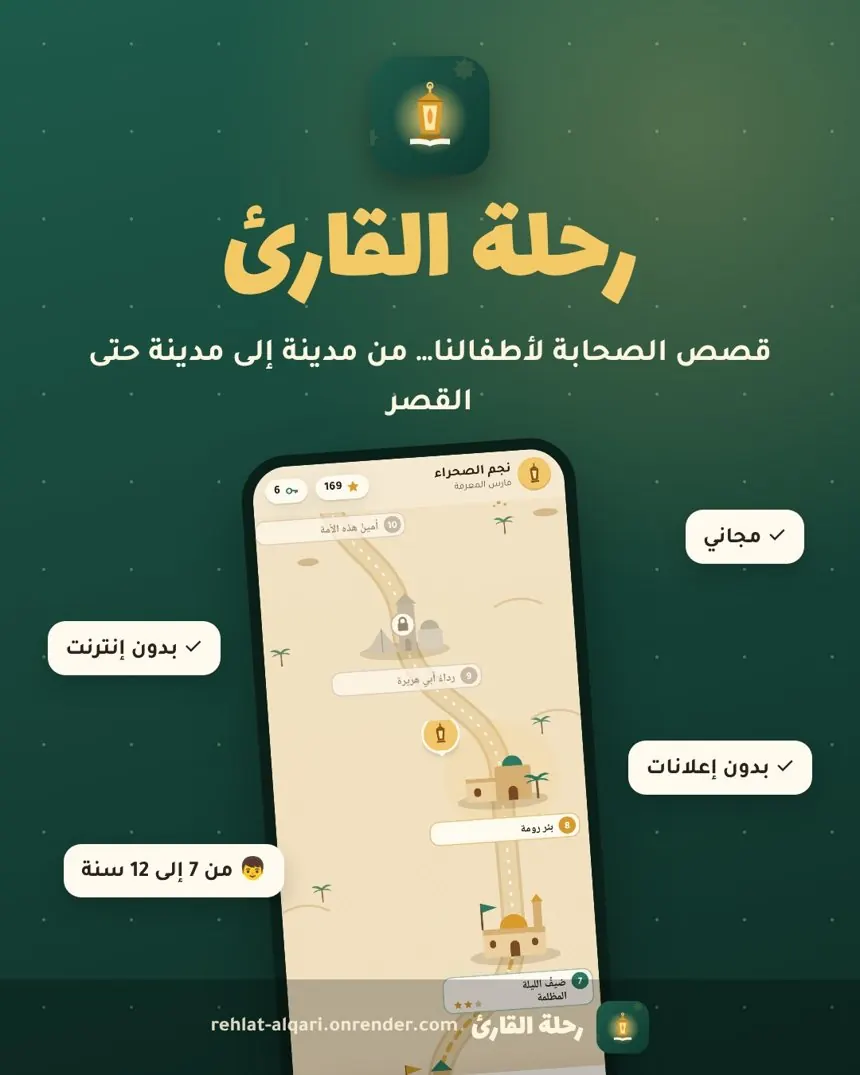 رحلة القارئ
قصص الصحابة لأطفالنا... من مدينة إلى مدينة حتى
القصر
نجم الصحراء
فارس المعرفة
169
6
10 أمينُ هذه الأمة
9 رداءُ أبي هريرة
8 بئر رومة
7 ضيفُ الليلة
المظلمة
✓ مجاني
✓ بدون إنترنت
✓ بدون إعلانات
👦 من 7 إلى 12 سنة
رحلة القارئ
rehlat-alqari.onrender.com